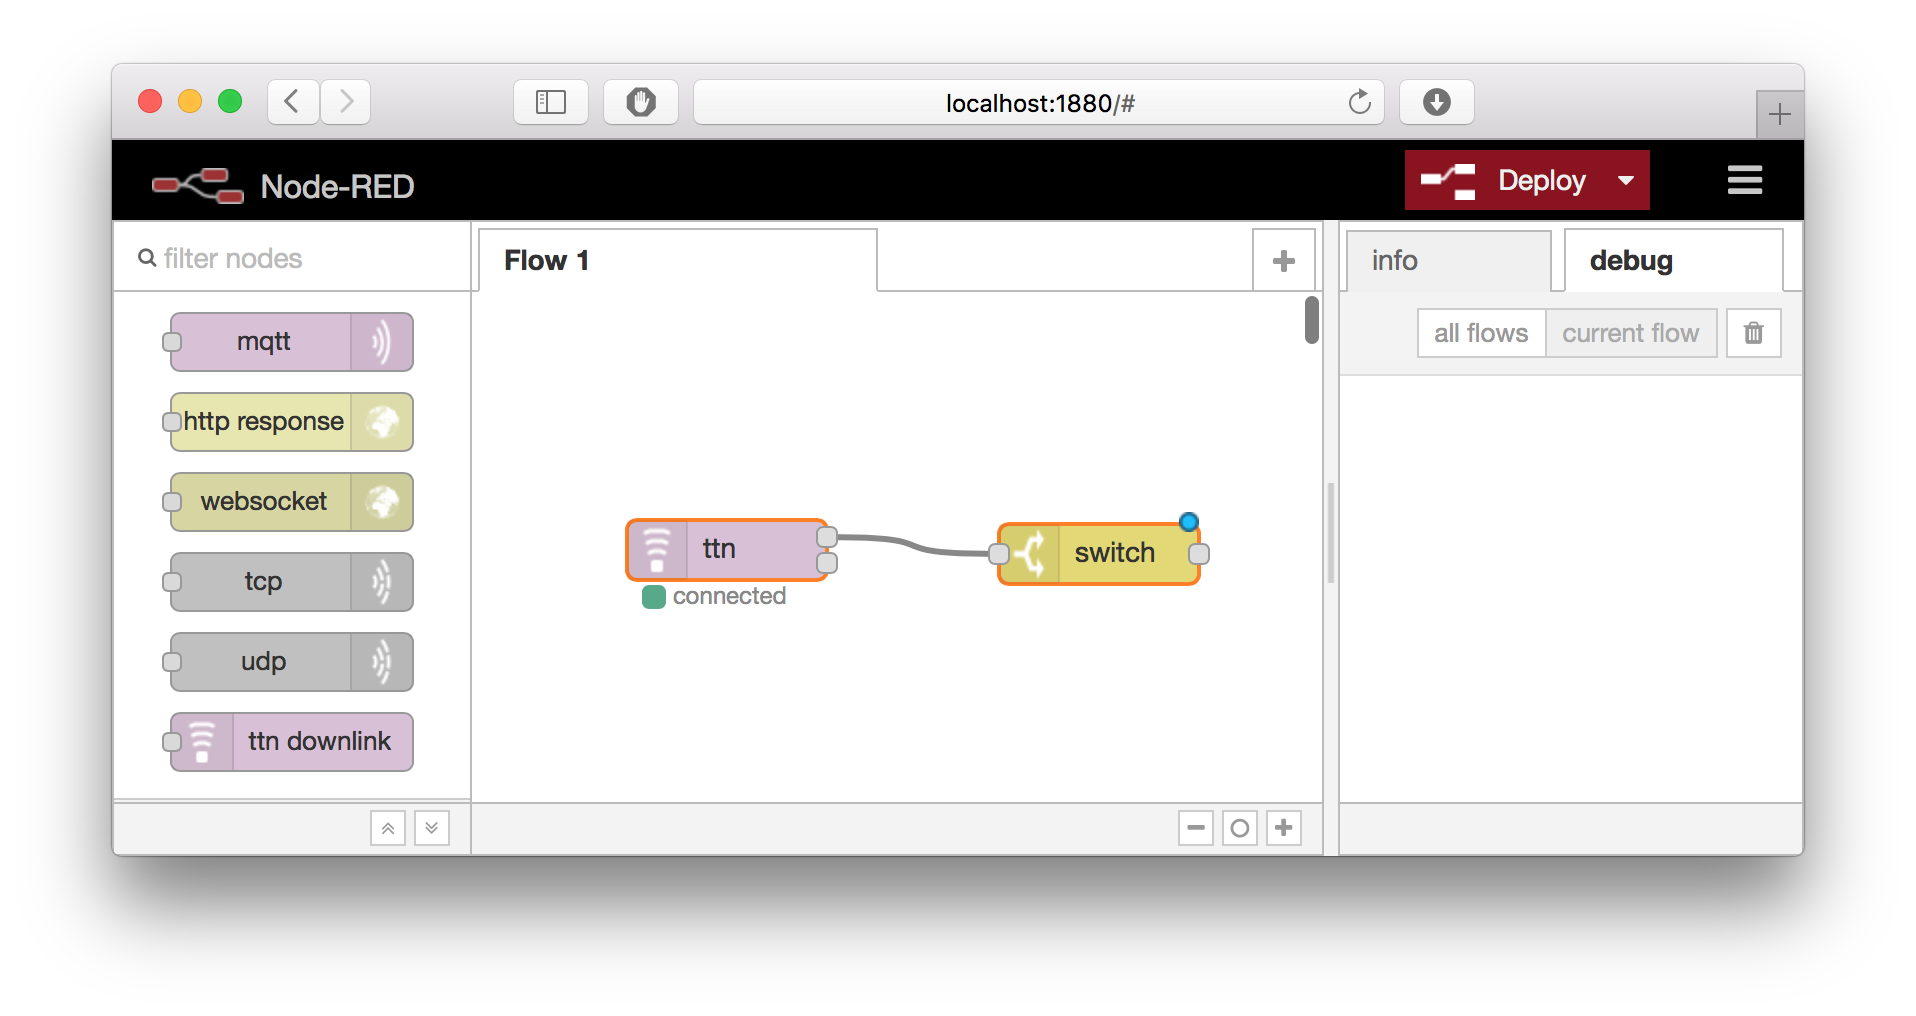 localhost:1880/#
Node-RED
Deploy
filter nodes
Flow 1
info
debug
all flows
current flow
mqtt
http response
websocket
tcp
udp
ttn downlink
ttn
connected
switch